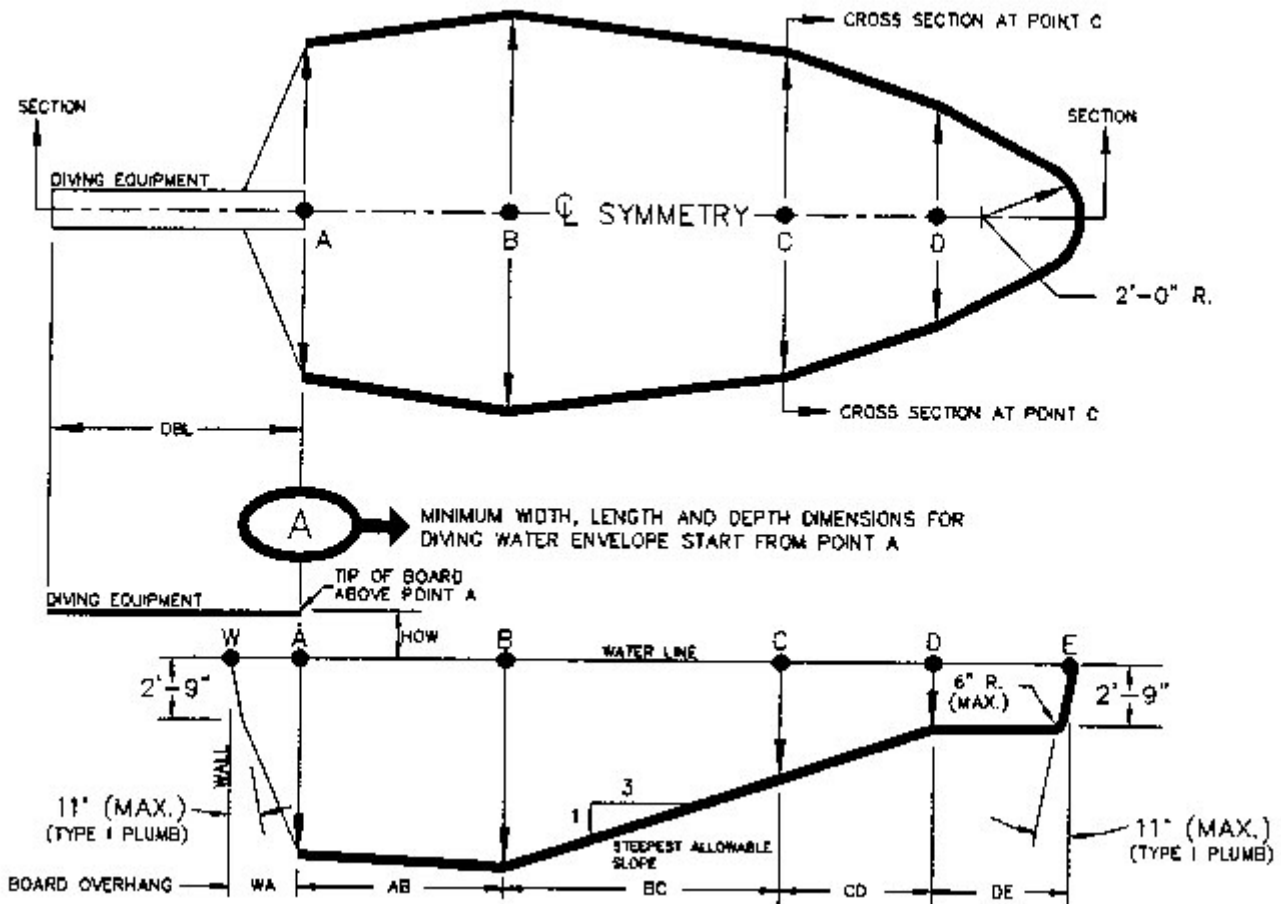 CROSS SECTION AT POINT C
SECTION
SECTION
DIVING EQUIPMENT
℄ SYMMETRY
A
B
C
D
2'-0" R.
CROSS SECTION AT POINT C
DBL
A
MINIMUM WIDTH, LENGTH AND DEPTH DIMENSIONS FOR
DIVING WATER ENVELOPE START FROM POINT A
TIP OF BOARD
ABOVE POINT A
DIVING EQUIPMENT
HOW
W
A
B
WATER LINE
C
D
E
2'-9"
6" R.
(MAX.)
2'-9"
WALL
3
1
STEEPEST ALLOWABLE
SLOPE
11° (MAX.)
(TYPE I PLUMB)
11° (MAX.)
(TYPE I PLUMB)
BOARD OVERHANG
WA
AB
BC
CD
DE